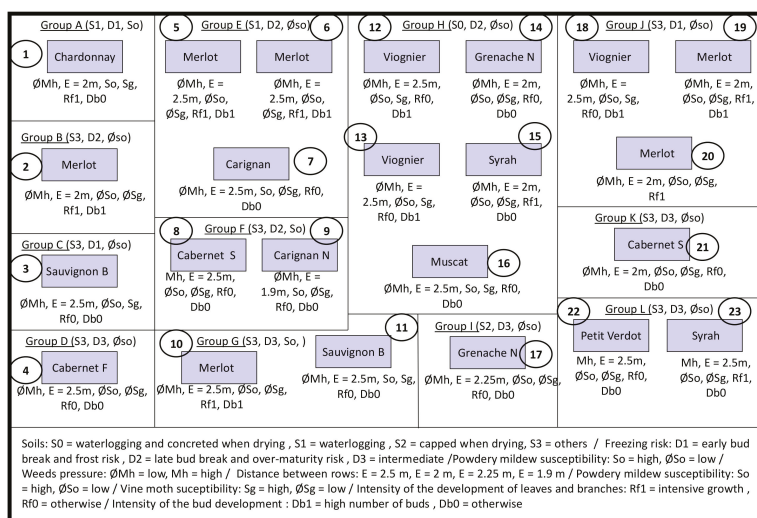 Group A (S1, D1, So)
1
Chardonnay
ØMh, E = 2m, So, Sg,
Rf1, Db0
Group B (S3, D2, Øso)
2
Merlot
ØMh, E = 2m, ØSo, ØSg,
Rf1, Db1
Group C (S3, D1, Øso)
3
Sauvignon B
ØMh, E = 2.5m, So, Sg,
Rf0, Db0
Group D (S3, D3, Øso)
4
Cabernet F
ØMh, E = 2.5m, ØSo, ØSg,
Rf0, Db0
5
Group E (S1, D2, Øso)
6
Merlot
Merlot
ØMh, E =
2.5m, ØSo,
ØSg, Rf1, Db1
ØMh, E =
2.5m, ØSo,
ØSg, Rf1, Db1
Carignan
7
ØMh, E = 2.5m, So, ØSg, Rf0,
Db0
8
Group F (S3, D2, So)
9
Cabernet S
Carignan N
Mh, E = 2.5m,
ØSo, ØSg, Rf0,
Db0
ØMh, E =
1.9m, So, ØSg,
Rf0, Db0
10
Group G (S3, D3, So, )
11
Merlot
Sauvignon B
ØMh, E = 2.5m, ØSo, ØSg,
Rf1, Db1
ØMh, E = 2.5m, So, Sg,
Rf0, Db0
12
Group H (S0, D2, Øso)
14
Viognier
Grenache N
ØMh, E = 2.5m,
ØSo, Sg, Rf0,
Db1
ØMh, E = 2m,
ØSo, ØSg, Rf0,
Db0
13
15
Viognier
Syrah
ØMh, E =
2.5m, ØSo, Sg,
Rf0, Db1
ØMh, E = 2m,
ØSo, ØSg, Rf1,
Db0
Muscat
16
ØMh, E = 2.5m, So, Sg, Rf0,
Db0
Group I (S2, D3, Øso)
Grenache N
17
ØMh, E = 2.25m, ØSo, ØSg,
Rf0, Db0
18
Group J (S3, D1, Øso)
19
Viognier
Merlot
ØMh, E =
2.5m, ØSo, Sg,
Rf0, Db1
ØMh, E = 2m,
ØSo, ØSg, Rf1,
Db1
Merlot
20
ØMh, E = 2m, ØSo, ØSg,
Rf1
Group K (S3, D3, Øso)
Cabernet S
21
ØMh, E = 2m, ØSo, ØSg, Rf0,
Db0
22
Group L (S3, D3, Øso)
23
Petit Verdot
Syrah
Mh, E = 2.5m,
ØSo, ØSg, Rf0,
Db0
Mh, E = 2.5m,
ØSo, ØSg, Rf1,
Db0
Soils: S0 = waterlogging and concreted when drying , S1 = waterlogging , S2 = capped when drying, S3 = others / Freezing risk: D1 = early bud
break and frost risk , D2 = late bud break and over-maturity risk , D3 = intermediate /Powdery mildew susceptibility: So = high, ØSo = low /
Weeds pressure: ØMh = low, Mh = high / Distance between rows: E = 2.5 m, E = 2 m, E = 2.25 m, E = 1.9 m / Powdery mildew susceptibility: So
= high, ØSo = low / Vine moth suceptibility: Sg = high, ØSg = low / Intensity of the development of leaves and branches: Rf1 = intensive growth ,
Rf0 = otherwise / Intensity of the bud development : Db1 = high number of buds , Db0 = otherwise